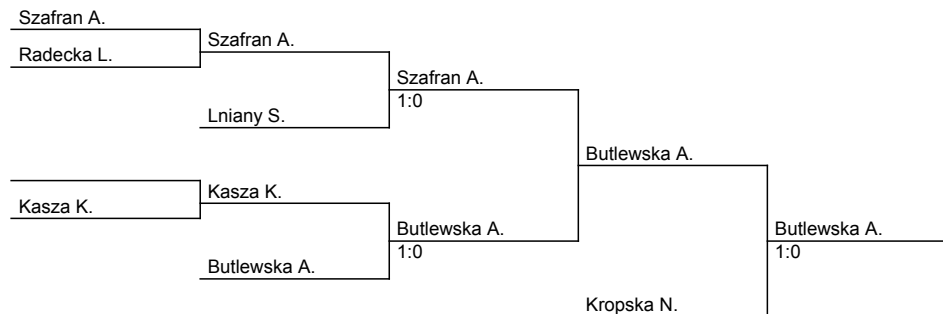 Szafran A.
Radecka L.
Szafran A.
Szafran A.
1:0
Lniany S.
Butlewska A.
Kasza K.
Kasza K.
Butlewska A.
1:0
Butlewska A.
1:0
Butlewska A.
Kropska N.